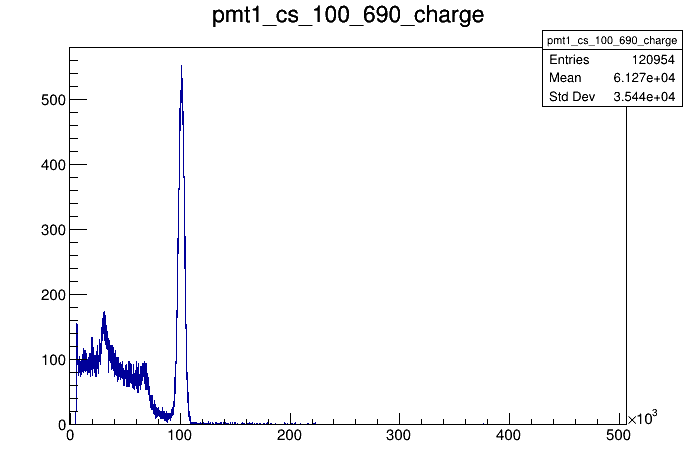 pmt1_cs_100_690_charge
pmt1_cs_100_690_charge
Entries 120954
Mean 6.127e+04
Std Dev 3.544e+04
500
400
300
200
100
0
0 100 200 300 400 500
×10³